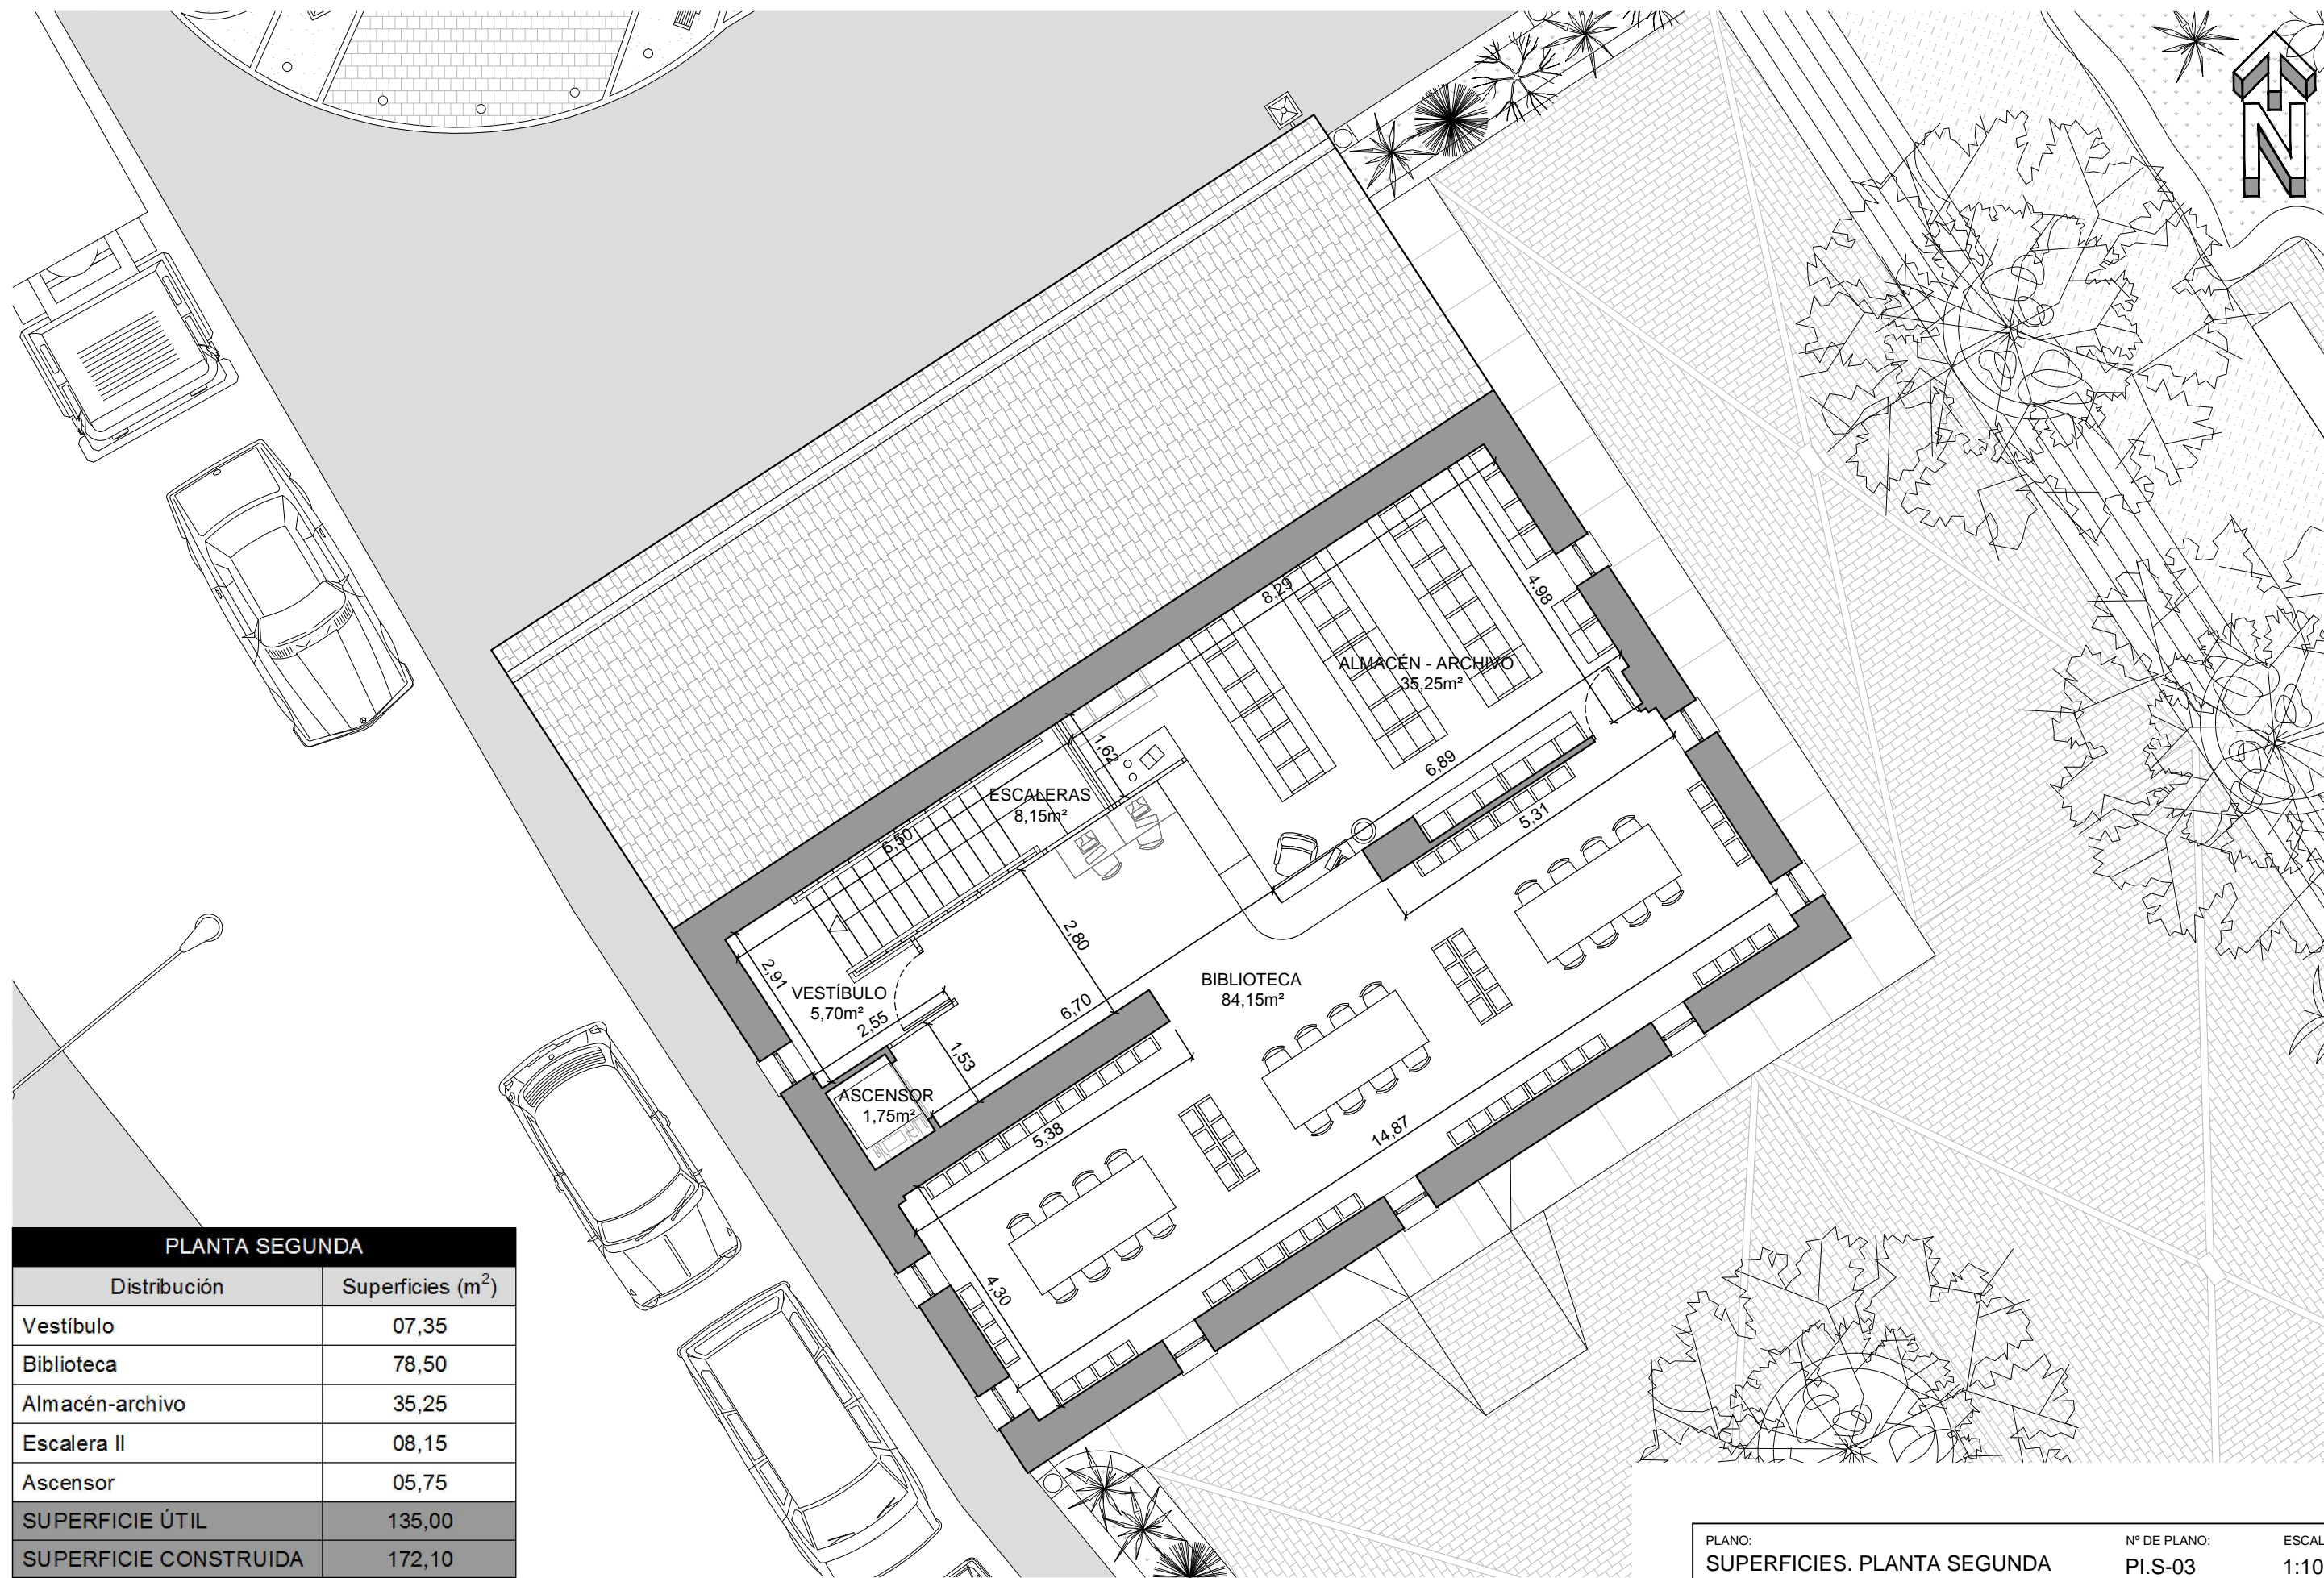 N
8,29
4,98
ALMACÉN - ARCHIVO
35,25m²
1,62
6,89
ESCALERAS
8,15m²
5,31
6,50
2,80
2,91
VESTÍBULO
5,70m²
2,55
6,70
BIBLIOTECA
84,15m²
1,53
ASCENSOR
1,75m²
5,38
14,87
4,30
PLANTA SEGUNDA
Distribución Superficies (m²)
Vestíbulo 07,35
Biblioteca 78,50
Almacén-archivo 35,25
Escalera II 08,15
Ascensor 05,75
SUPERFICIE ÚTIL 135,00
SUPERFICIE CONSTRUIDA 172,10
PLANO: Nº DE PLANO: ESCAL
SUPERFICIES. PLANTA SEGUNDA PI.S-03 1:10